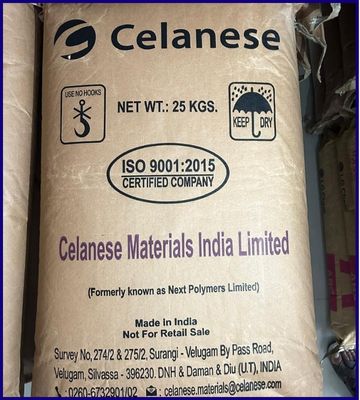 Celanese
USE NO HOOKS
NET WT.: 25 KGS.
KEEP DRY
ISO 9001:2015
CERTIFIED COMPANY
Celanese Materials India Limited
(Formerly known as Next Polymers Limited)
Made in India
Not For Retail Sale
Survey No, 274/2 & 275/2, Surangi - Velugam By Pass Road,
Velugam, Silvassa - 396230. DNH & Daman & Diu (U.T), INDIA
: 0260-6732901/02 : celanese.materials@celanese.com